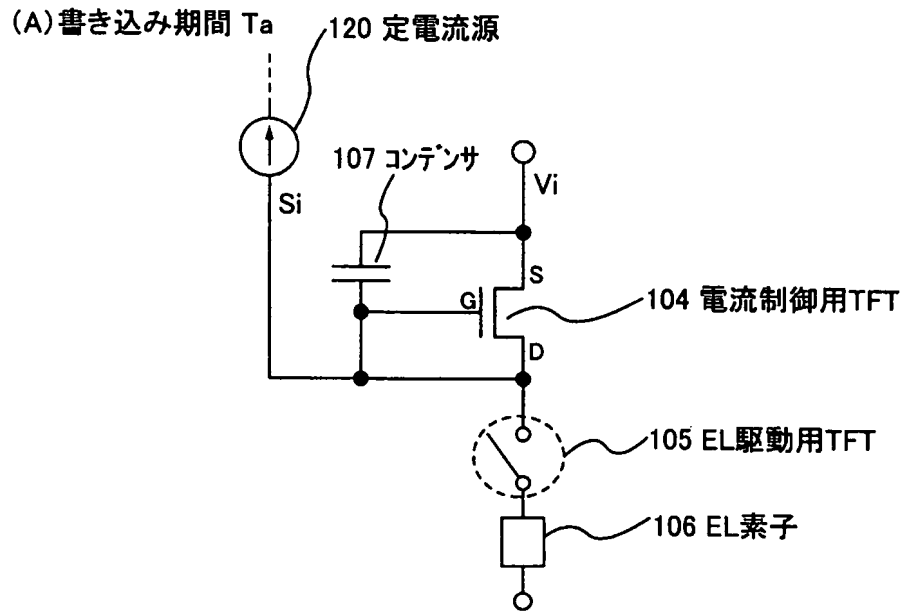 (A)書き込み期間 Ta
120 定電流源
107 コンデンサ
Vi
Si
S
G
104 電流制御用TFT
D
105 EL駆動用TFT
106 EL素子